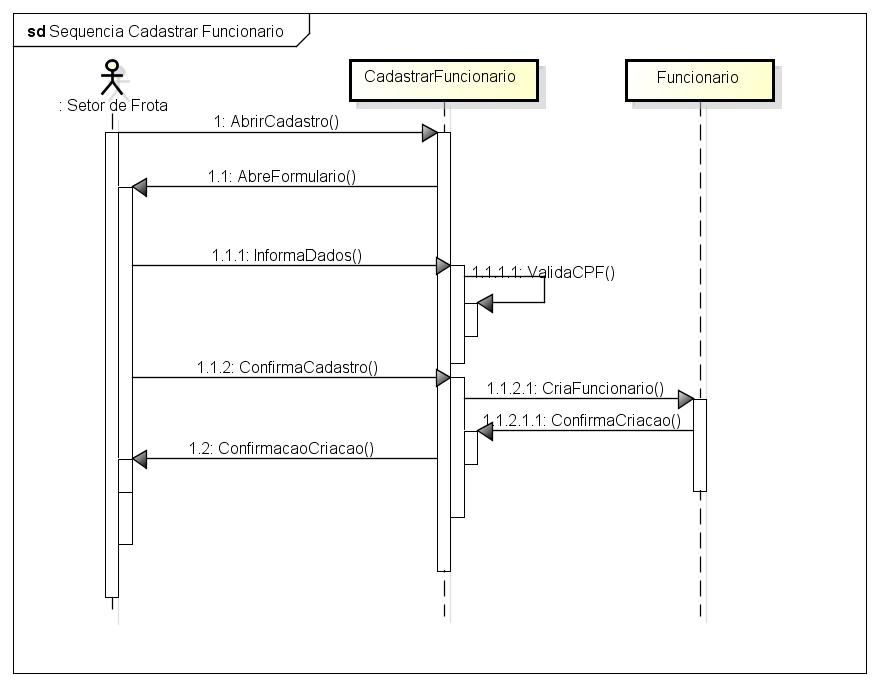 sd Sequencia Cadastrar Funcionario
: Setor de Frota
CadastrarFuncionario
Funcionario
1: AbrirCadastro()
1.1: AbreFormulario()
1.1.1: InformaDados()
1.1.1.1: ValidaCPF()
1.1.2: ConfirmaCadastro()
1.1.2.1: CriaFuncionario()
1.1.2.1.1: ConfirmaCriacao()
1.2: ConfirmacaoCriacao()